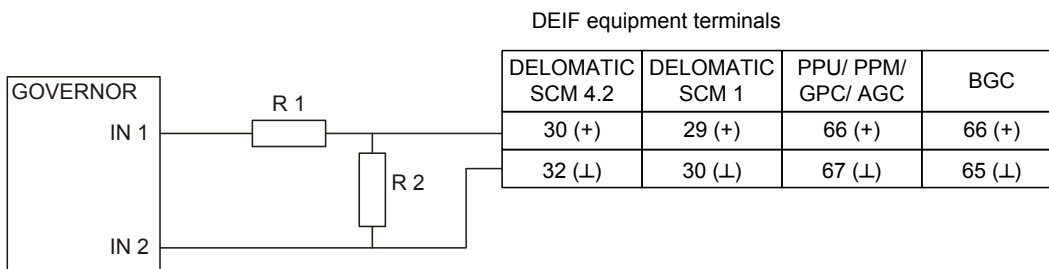 DEIF equipment terminals
DELOMATIC SCM 4.2
DELOMATIC SCM 1
PPU/ PPM/ GPC/ AGC
BGC
GOVERNOR
R 1
IN 1
30 (+)
29 (+)
66 (+)
66 (+)
32 (⊥)
30 (⊥)
67 (⊥)
65 (⊥)
R 2
IN 2